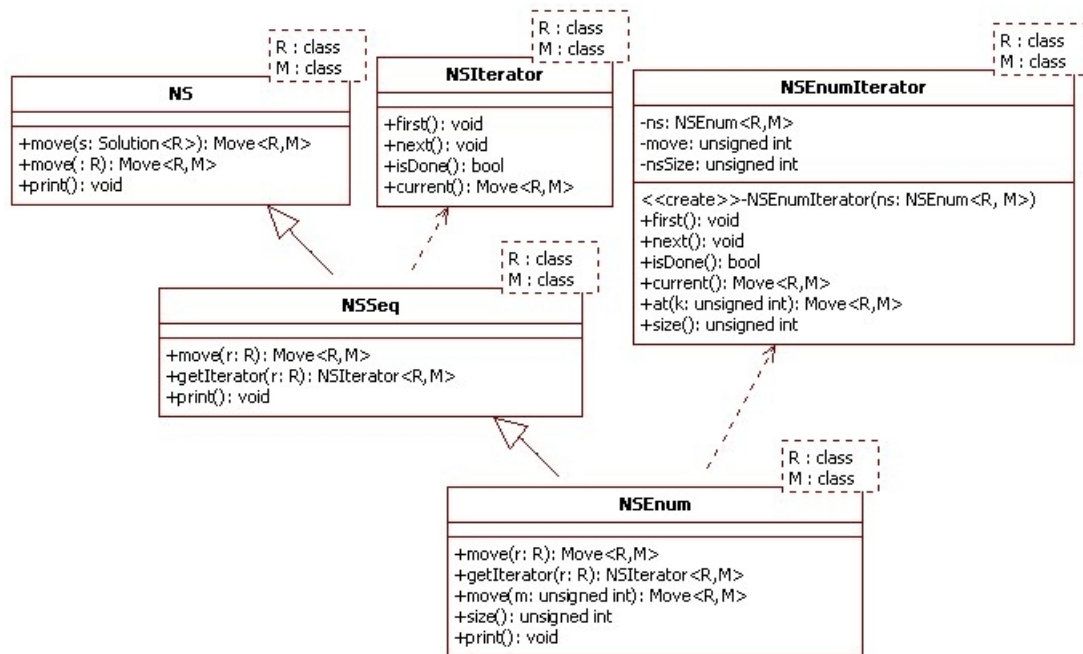 R : class
M : class
NS
+move(s: Solution<R>): Move<R,M>
+move(: R): Move<R,M>
+print(): void
R : class
M : class
NSIterator
+first(): void
+next(): void
+isDone(): bool
+current(): Move<R,M>
R : class
M : class
NSEnumIterator
-ns: NSEnum<R,M>
-move: unsigned int
-nsSize: unsigned int
<<create>>-NSEnumIterator(ns: NSEnum<R, M>)
+first(): void
+next(): void
+isDone(): bool
+current(): Move<R,M>
+at(k: unsigned int): Move<R,M>
+size(): unsigned int
R : class
M : class
NSSeq
+move(r: R): Move<R,M>
+getIterator(r: R): NSIterator<R,M>
+print(): void
R : class
M : class
NSEnum
+move(r: R): Move<R,M>
+getIterator(r: R): NSIterator<R,M>
+move(m: unsigned int): Move<R,M>
+size(): unsigned int
+print(): void